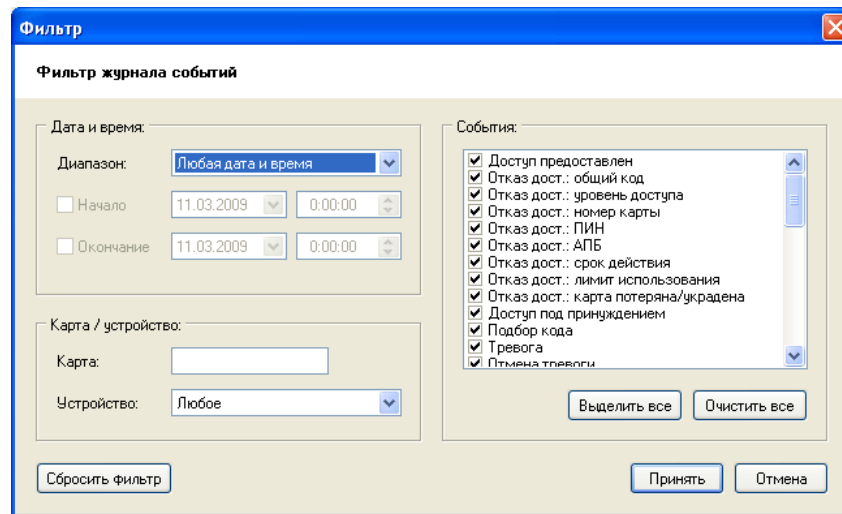 Фильтр
Фильтр журнала событий
Дата и время:
Диапазон: Любая дата и время
Начало 11.03.2009 0:00:00
Окончание 11.03.2009 0:00:00
Карта / устройство:
Карта:
Устройство: Любое
События:
Доступ предоставлен
Отказ дост.: общий код
Отказ дост.: уровень доступа
Отказ дост.: номер карты
Отказ дост.: ПИН
Отказ дост.: АПБ
Отказ дост.: срок действия
Отказ дост.: лимит использования
Отказ дост.: карта потеряна/украдена
Доступ под принуждением
Подбор кода
Тревога
Отмена тревоги
Выделить все Очистить все
Сбросить фильтр Принять Отмена